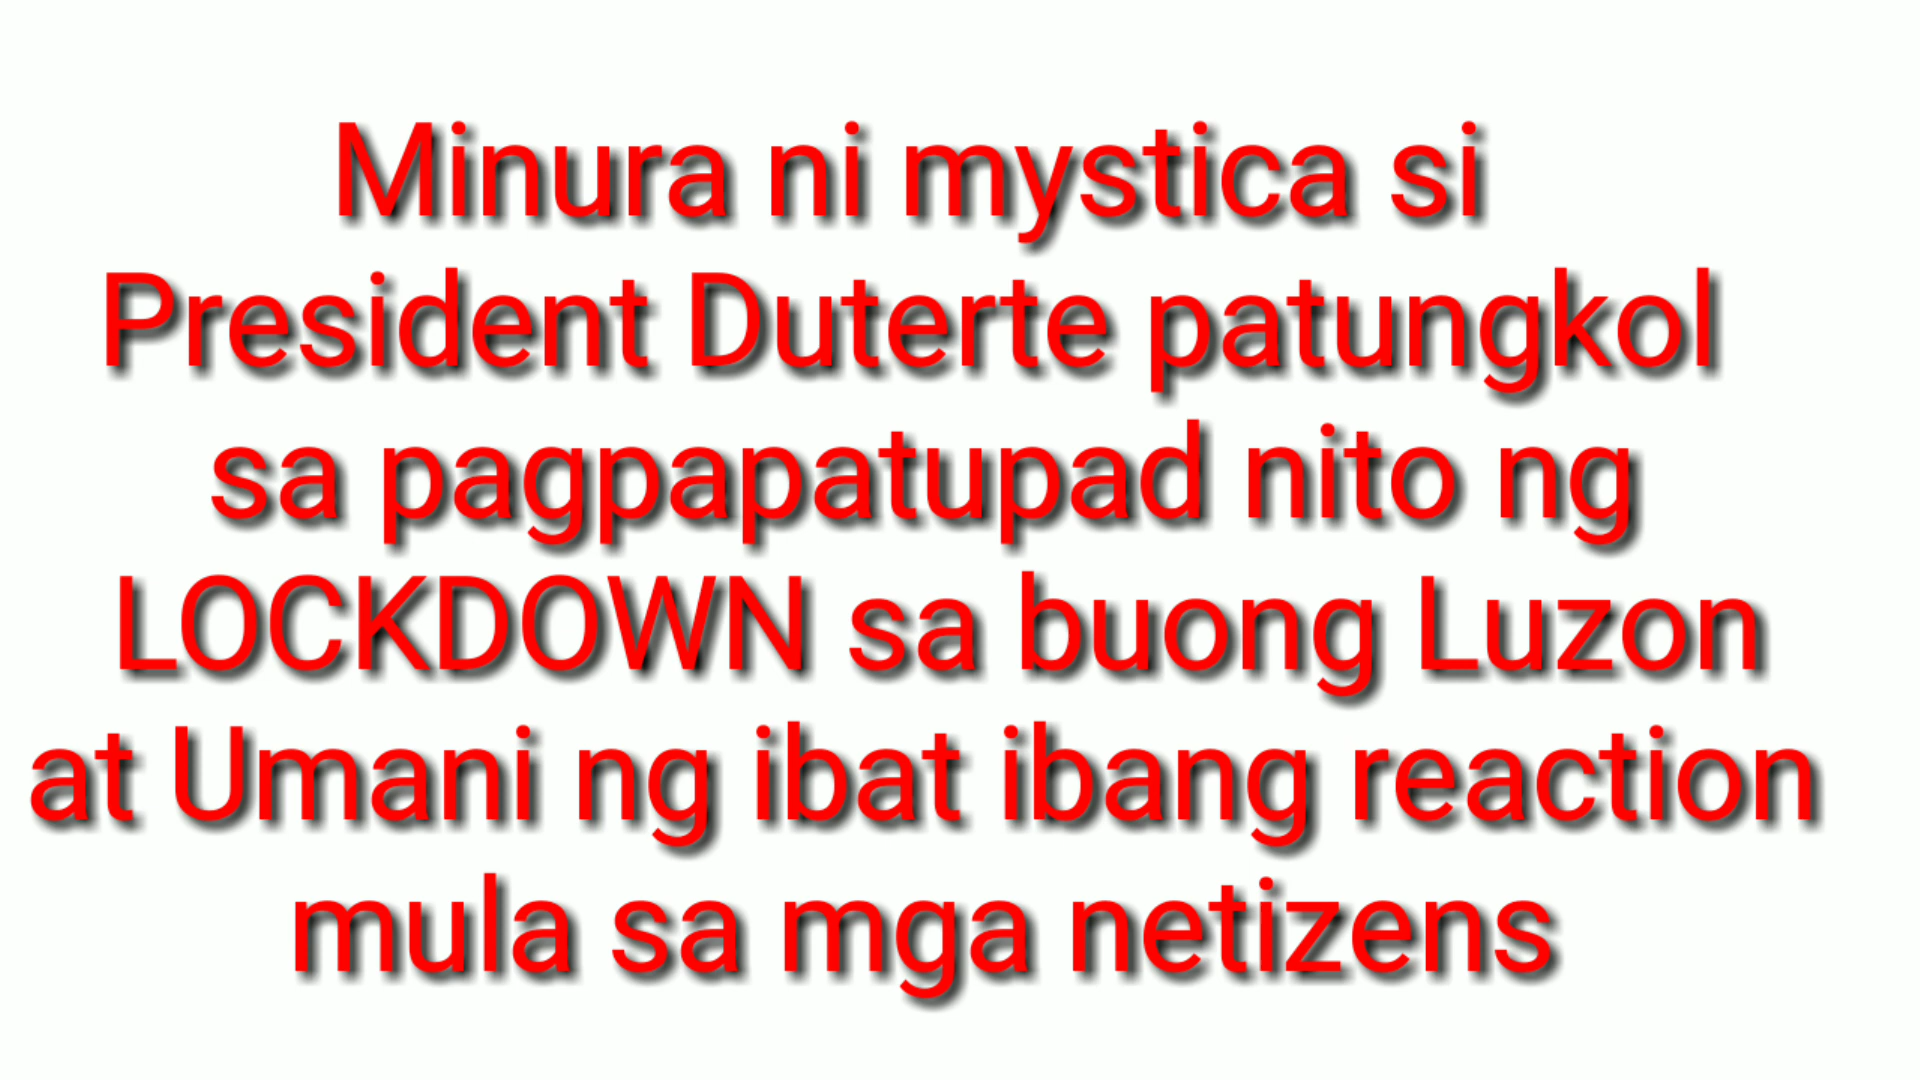 Minura ni mystica si
President Duterte patungkol
sa pagpapatupad nito ng
LOCKDOWN sa buong Luzon
at Umani ng ibat ibang reaction
mula sa mga netizens